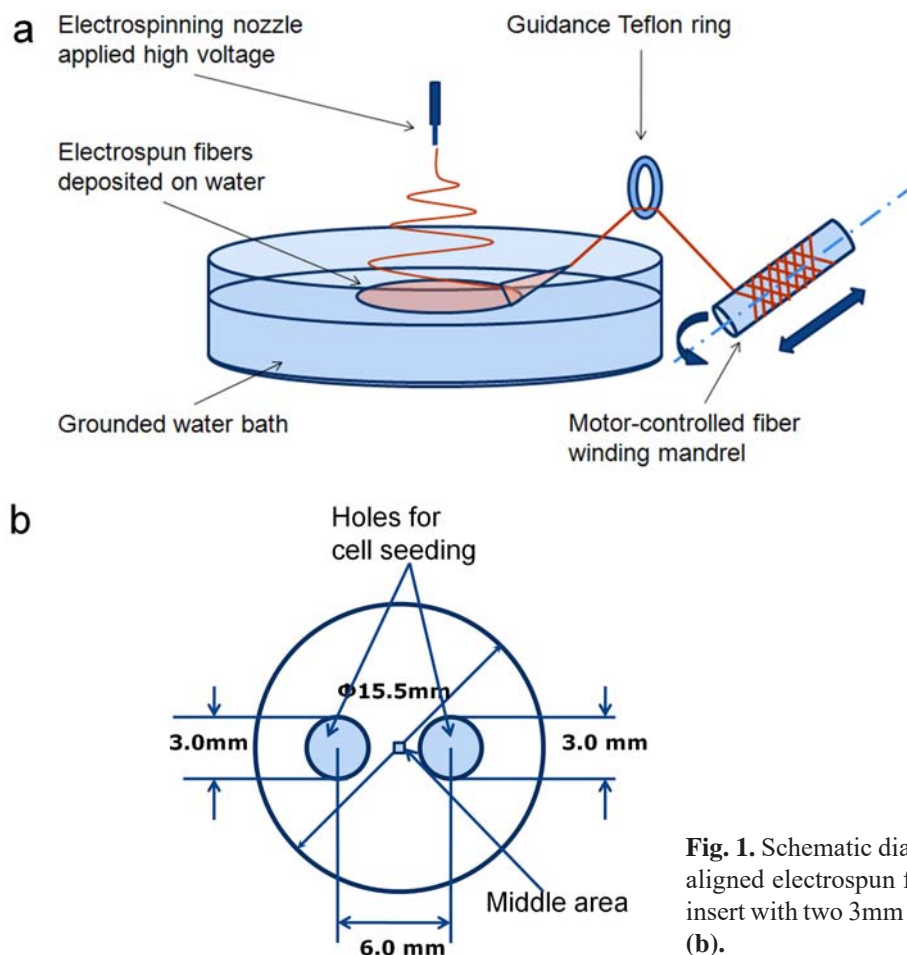 a
Electrospinning nozzle
applied high voltage
Guidance Teflon ring
Electrospun fibers
deposited on water
Grounded water bath
Motor-controlled fiber
winding mandrel
b
Holes for
cell seeding
Φ15.5mm
3.0mm
3.0 mm
Middle area
6.0 mm
Fig. 1. Schematic dia
aligned electrospun f
insert with two 3mm
(b).